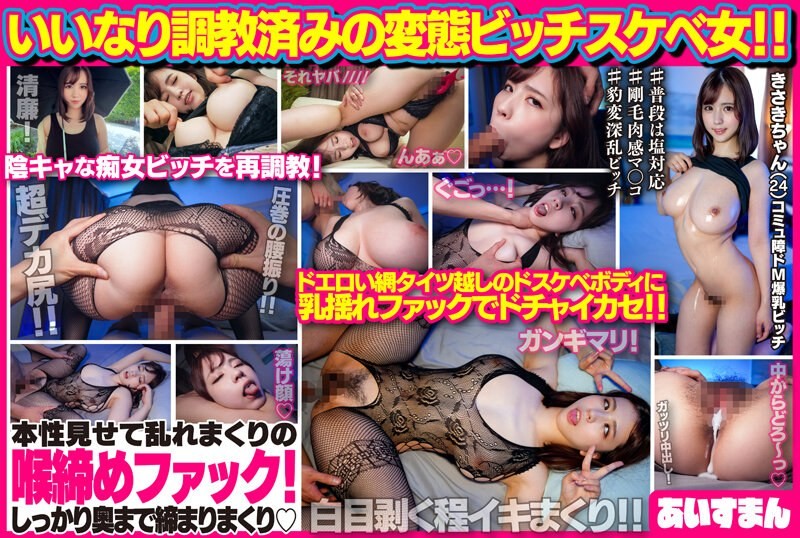 いいなり調教済みの変態ビッチスケベ女!!
清廉!
それヤバ!!!!
んあぁ♡
#普段は塩対応
#剛毛肉感マ〇コ
#豹変深乱ビッチ
きさきちゃん(24)コミュ障ドM爆乳ビッチ
陰キャな痴女ビッチを再調教!
超デカ尻!!
圧巻の腰振り!!
ぐごっ…!
ドエロい網タイツ越しのドスケベボディに
乳揺れファックでドチャイカセ!!
ガンギマリ!
蕩け顔♡
本性見せて乱れまくりの
喉締めファック!
しっかり奥まで締まりまくり♡
白目剥く程イキまくり!!
中からどろ〜っ♡
ガッツリ中出し!
あいすまん